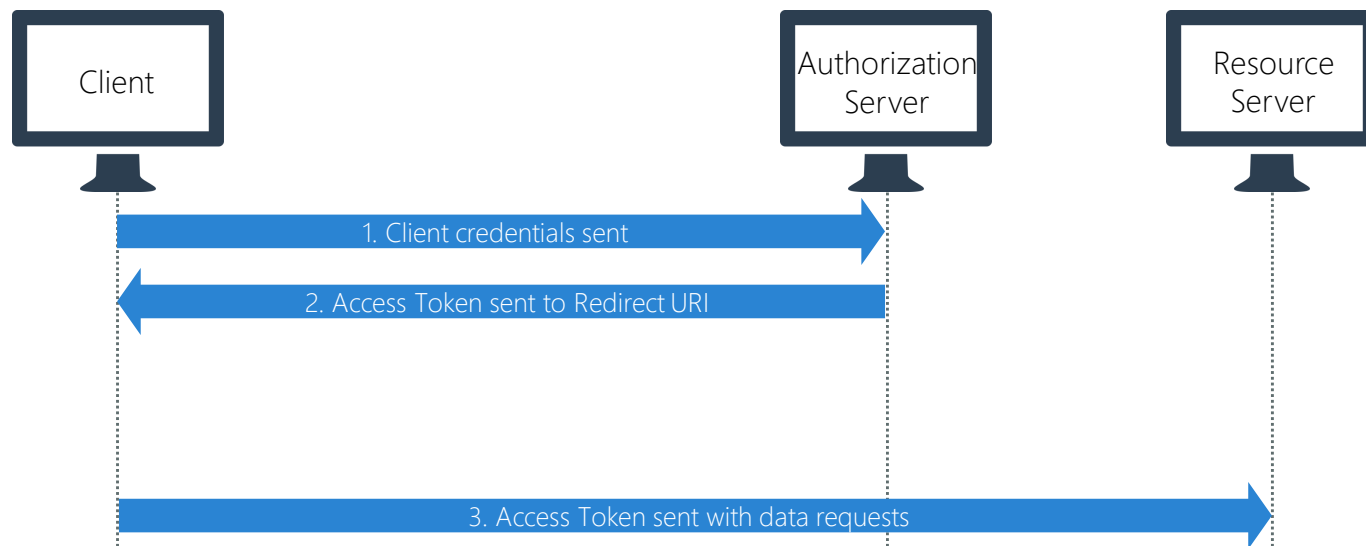 Client
Authorization
Server
Resource
Server
1. Client credentials sent
2. Access Token sent to Redirect URI
3. Access Token sent with data requests